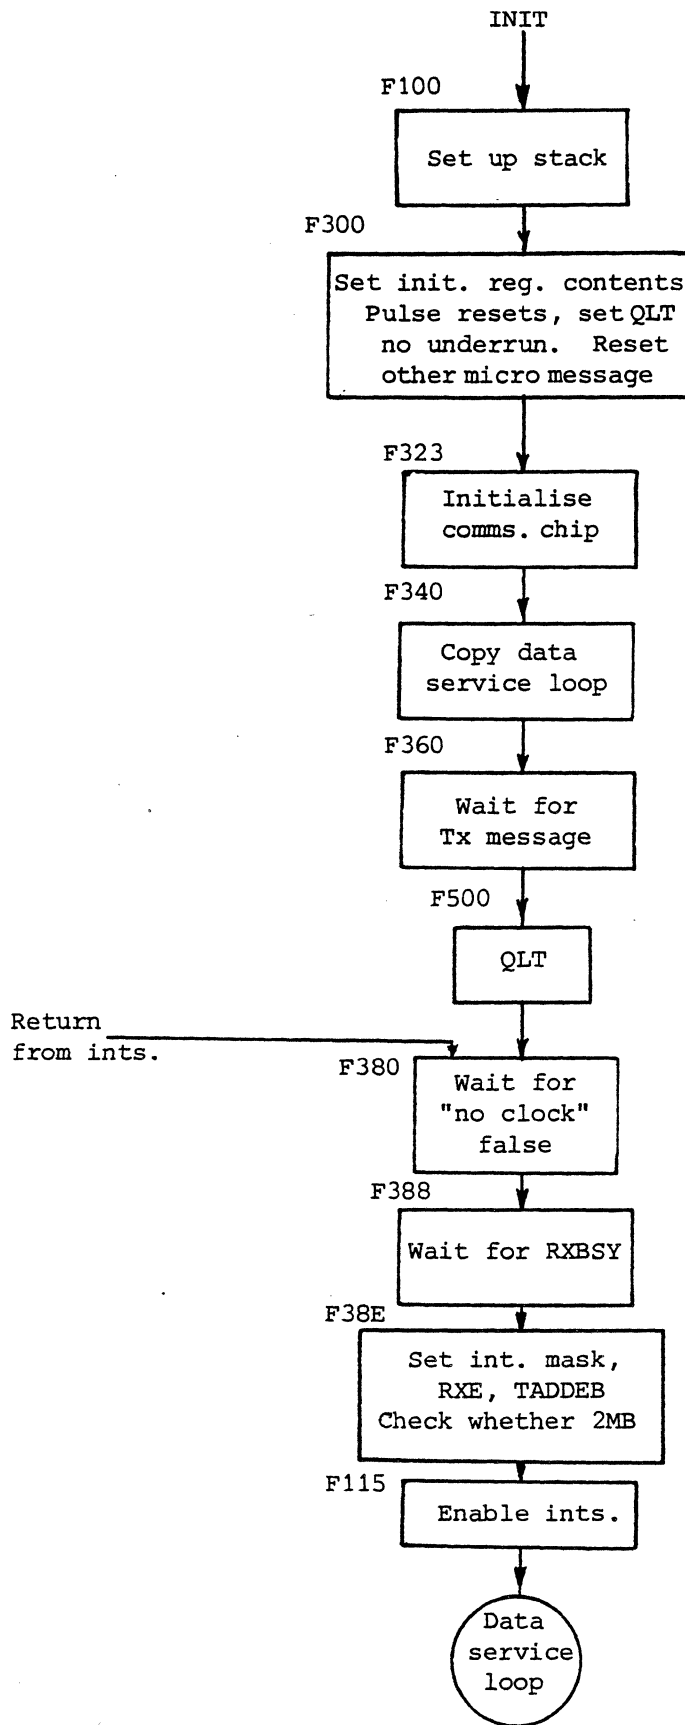 INIT
F100
Set up stack
F300
Set init. reg. contents
Pulse resets, set QLT
no underrun. Reset
other micro message
F323
Initialise
comms. chip
F340
Copy data
service loop
F360
Wait for
Tx message
F500
QLT
Return
from ints.
F380
Wait for
"no clock"
false
F388
Wait for RXBSY
F38E
Set int. mask,
RXE, TADDEB
Check whether 2MB
F115
Enable ints.
Data
service
loop